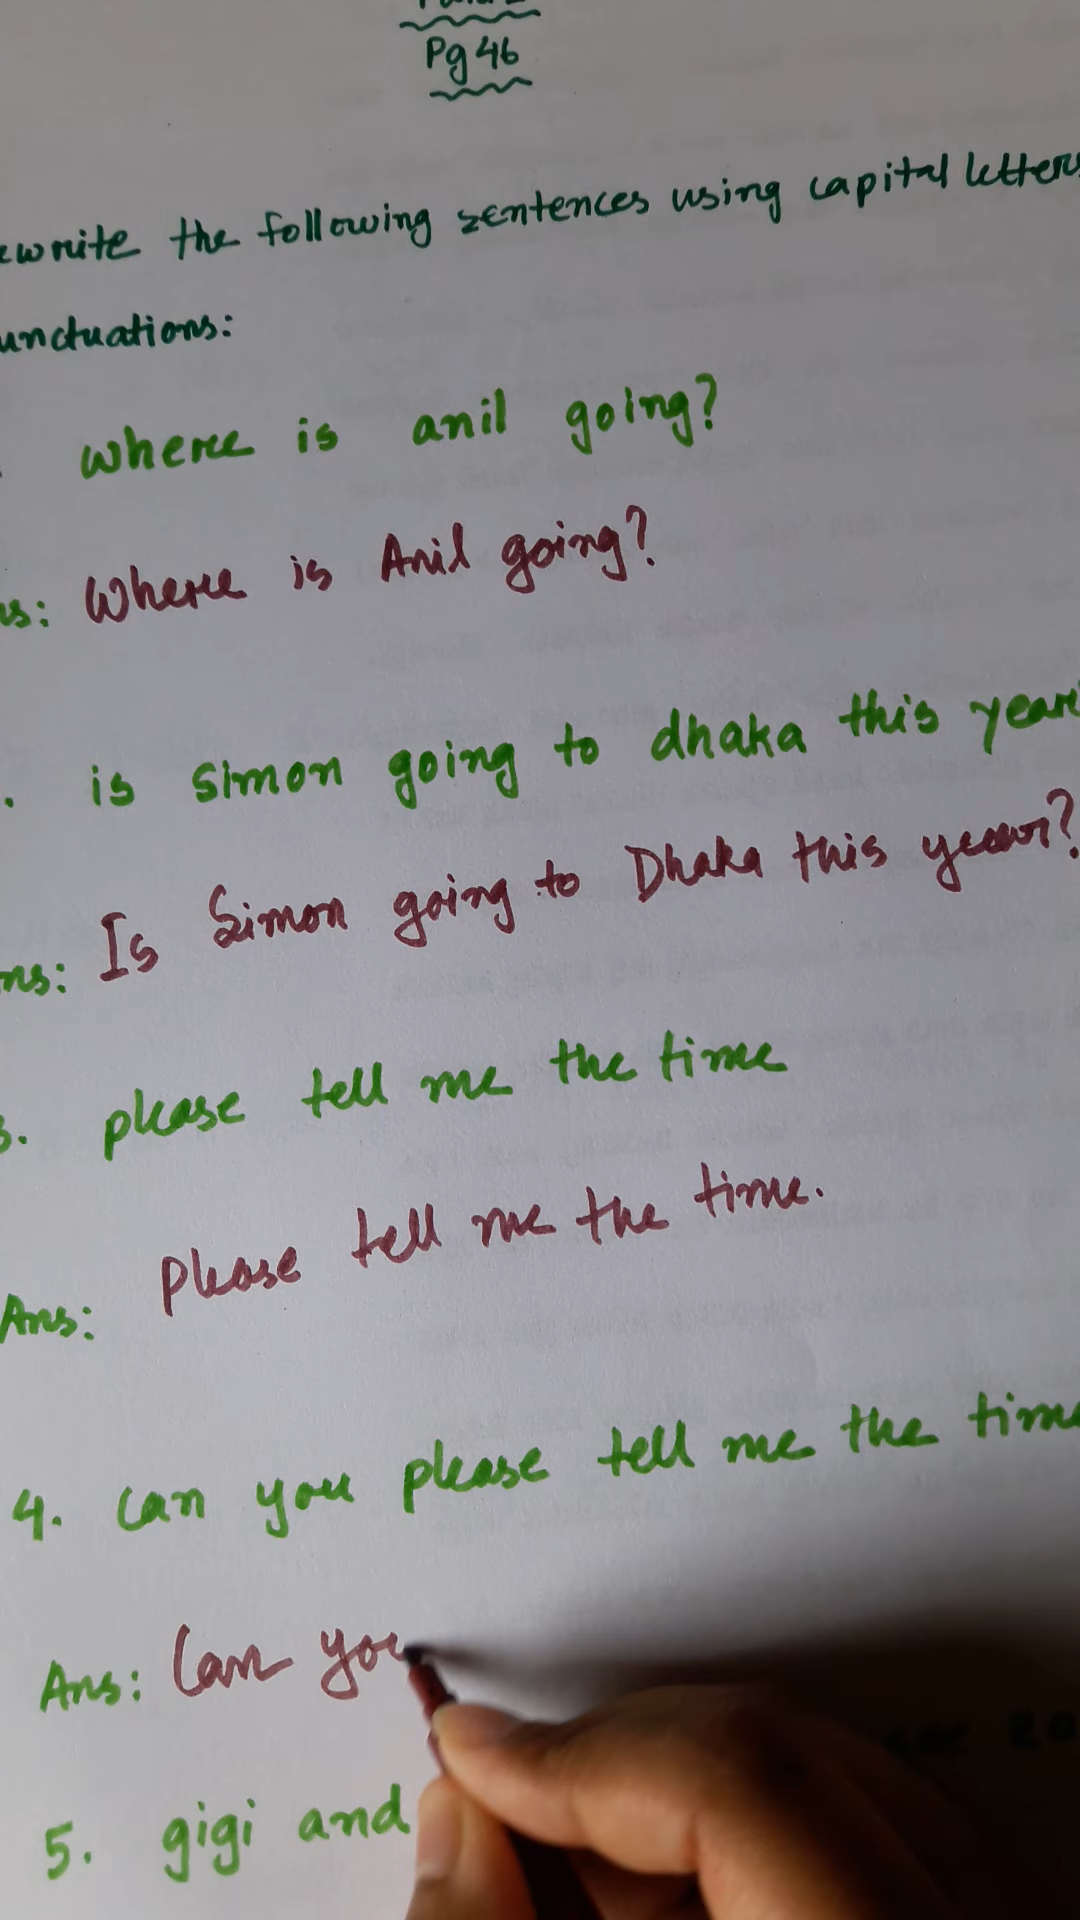 Pg 46
ewrite the following sentences using capital letters
unctuations:
. where is anil going?
ns: Where is Anil going?
. is simon going to dhaka this year
ns: Is Simon going to Dhaka this year?
3. please tell me the time
Ans: Please tell me the time.
4. can you please tell me the time
Ans: Can you
5. gigi and